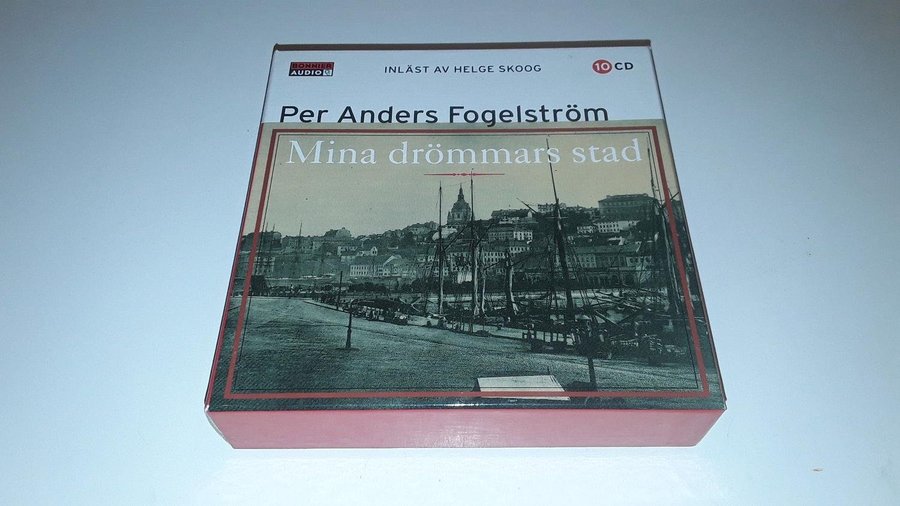 BONNIER
AUDIO
INLÄST AV HELGE SKOOG
10 CD
Per Anders Fogelström
Mina drömmars stad